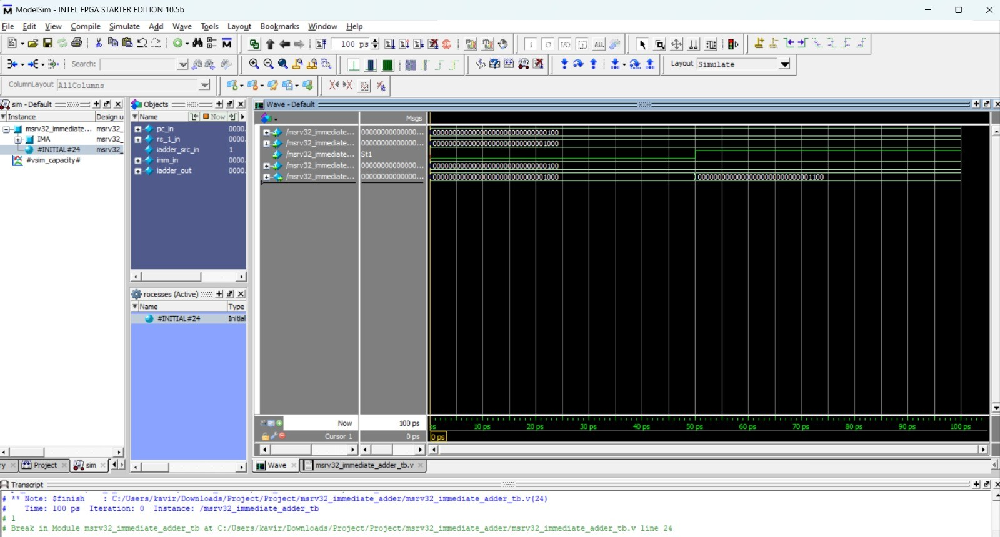 ModelSim - INTEL FPGA STARTER EDITION 10.5b
File Edit View Compile Simulate Add Wave Tools Layout Bookmarks Window Help
100 ps
Search:
Layout Simulate
ColumnLayout AllColumns
sim - Default
Instance Design u
msrv32_immediate... msrv32_
IMA msrv32_
#INITIAL#24 msrv32_
#vsim_capacity#
Objects
Name Now
pc_in 0000.
rs_1_in 0000.
iadder_src_in 1
imm_in 0000.
iadder_out 0000.
rocesses (Active)
Name Type
#INITIAL#24 Initial
Wave - Default
Msgs
/msrv32_immediate... 00000000000000... 00000000000000000000000000000100
/msrv32_immediate... 00000000000000... 00000000000000000000000000001000
/msrv32_immediate... St1
/msrv32_immediate... 00000000000000... 00000000000000000000000000000100
/msrv32_immediate... 00000000000000... 00000000000000000000000000001000 00000000000000000000000000001100
Now 100 ps
ps 10 ps 20 ps 30 ps 40 ps 50 ps 60 ps 70 ps 80 ps 90 ps 100 ps
Cursor 1 0 ps 0 ps
ry Project sim
Wave msrv32_immediate_adder_tb.v
Transcript
# ** Note: $finish : C:/Users/kavir/Downloads/Project/Project/msrv32_immediate_adder/msrv32_immediate_adder_tb.v(24)
# Time: 100 ps Iteration: 0 Instance: /msrv32_immediate_adder_tb
# 1
# Break in Module msrv32_immediate_adder_tb at C:/Users/kavir/Downloads/Project/Project/msrv32_immediate_adder/msrv32_immediate_adder_tb.v line 24